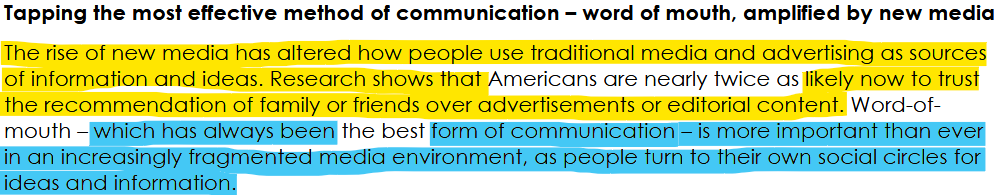 Tapping the most effective method of communication – word of mouth, amplified by new media
The rise of new media has altered how people use traditional media and advertising as sources
of information and ideas. Research shows that Americans are nearly twice as likely now to trust
the recommendation of family or friends over advertisements or editorial content. Word-of-
mouth – which has always been the best form of communication – is more important than ever
in an increasingly fragmented media environment, as people turn to their own social circles for
ideas and information.